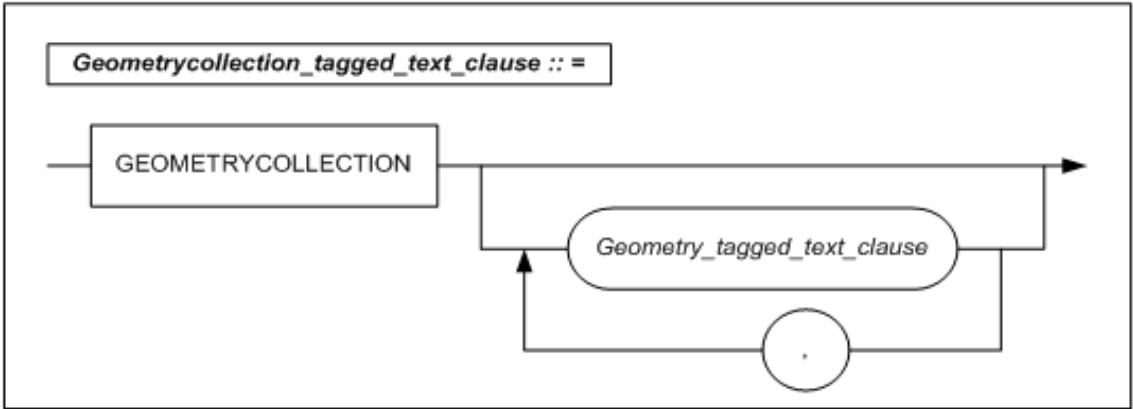 Geometrycollection_tagged_text_clause :: =
GEOMETRYCOLLECTION
Geometry_tagged_text_clause
,